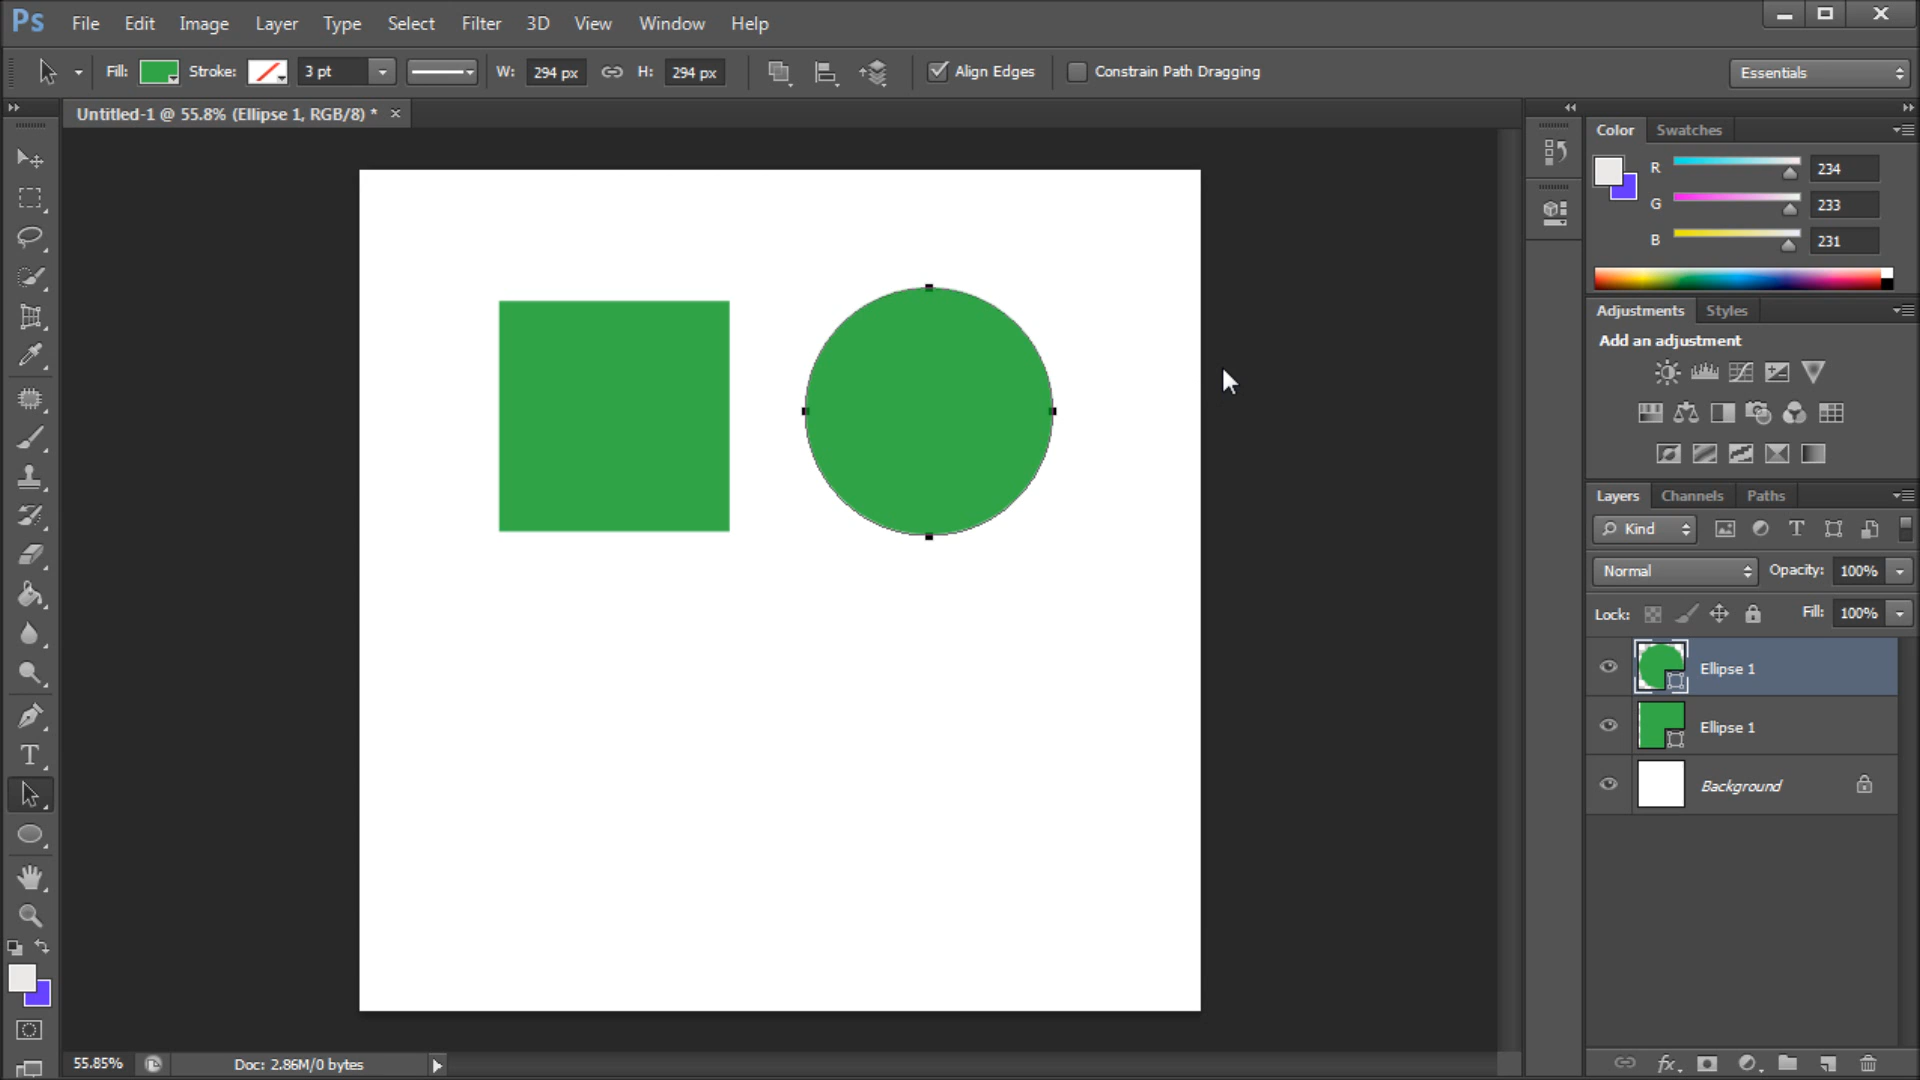 Ps File Edit Image Layer Type Select Filter 3D View Window Help
Fill: Stroke: 3 pt W: 294 px H: 294 px Align Edges Constrain Path Dragging Essentials
Untitled-1 @ 55.8% (Ellipse 1, RGB/8) * ×
Color Swatches
R 234
G 233
B 231
Adjustments Styles
Add an adjustment
Layers Channels Paths
Kind T
Normal Opacity: 100%
Lock: Fill: 100%
Ellipse 1
Ellipse 1
Background
T
55.85% Doc: 2.86M/0 bytes
fx